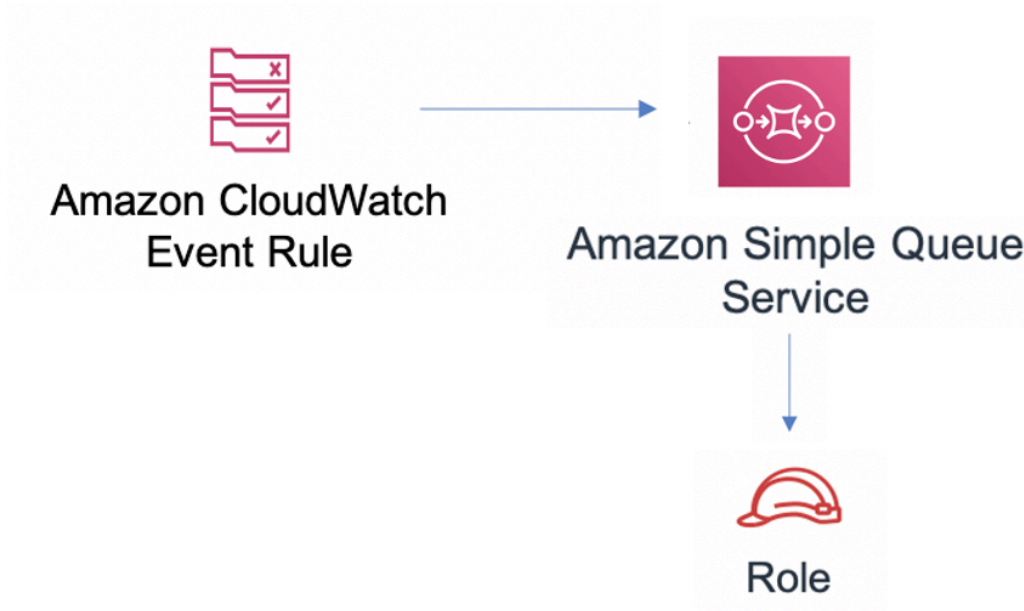 Amazon CloudWatch
Event Rule
Amazon Simple Queue
Service
Role